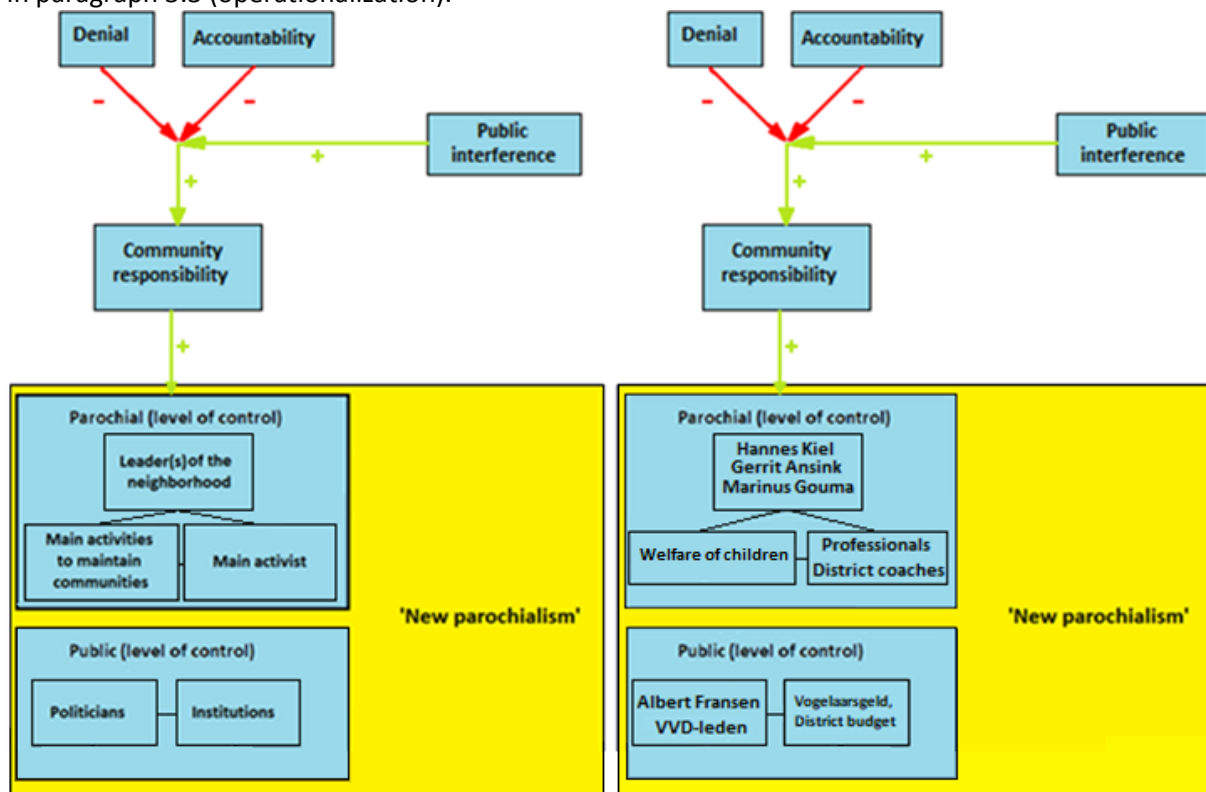 in paragraph 3.3 (operationalization).
Denial
Accountability
-
-
Public
interference
+
+
Community
responsibility
+
Parochial (level of control)
Leader(s) of the
neighborhood
Main activities
to maintain
communities
Main activist
'New parochialism'
Public (level of control)
Politicians
Institutions
Denial
Accountability
-
-
Public
interference
+
+
Community
responsibility
+
Parochial (level of control)
Hannes Kiel
Gerrit Ansink
Marinus Gouma
Welfare of children
Professionals
District coaches
'New parochialism'
Public (level of control)
Albert Fransen
VVD-leden
Vogelaarsgeld,
District budget